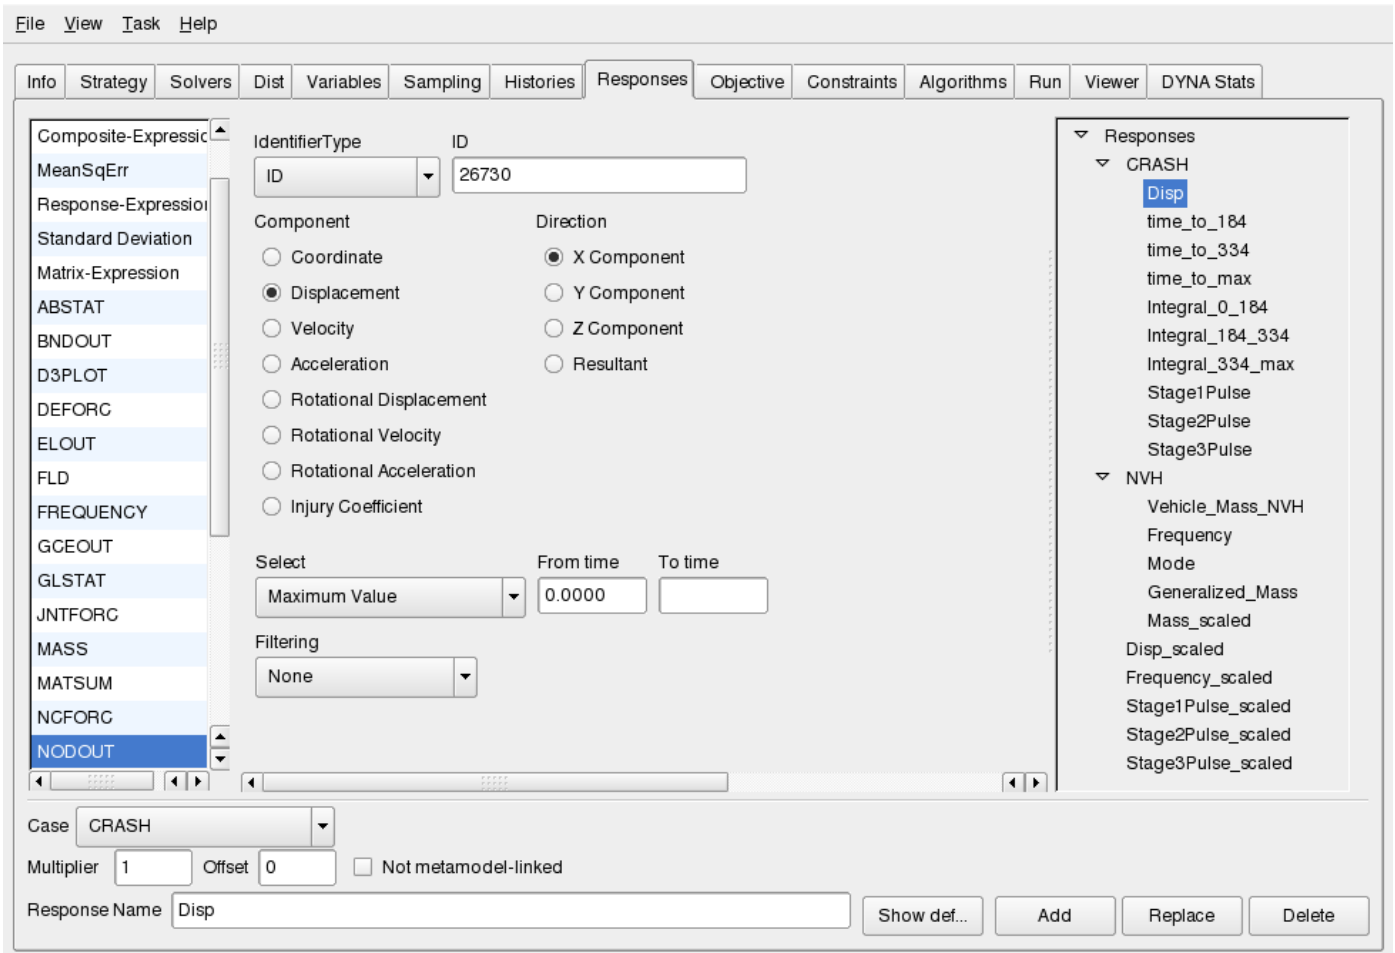 File View Task Help
Info Strategy Solvers Dist Variables Sampling Histories Responses Objective Constraints Algorithms Run Viewer DYNA Stats
Composite-Expressic
MeanSqErr
Response-Expression
Standard Deviation
Matrix-Expression
ABSTAT
BNDOUT
D3PLOT
DEFORC
ELOUT
FLD
FREQUENCY
GCEOUT
GLSTAT
JNTFORC
MASS
MATSUM
NCFORC
NODOUT
IdentifierType ID
ID 26730
Component Direction
Coordinate X Component
Displacement Y Component
Velocity Z Component
Acceleration Resultant
Rotational Displacement
Rotational Velocity
Rotational Acceleration
Injury Coefficient
Select From time To time
Maximum Value 0.0000
Filtering
None
Responses
CRASH
Disp
time_to_184
time_to_334
time_to_max
Integral_0_184
Integral_184_334
Integral_334_max
Stage1Pulse
Stage2Pulse
Stage3Pulse
NVH
Vehicle_Mass_NVH
Frequency
Mode
Generalized_Mass
Mass_scaled
Disp_scaled
Frequency_scaled
Stage1Pulse_scaled
Stage2Pulse_scaled
Stage3Pulse_scaled
Case CRASH
Multiplier 1 Offset 0 Not metamodel-linked
Response Name Disp Show def... Add Replace Delete